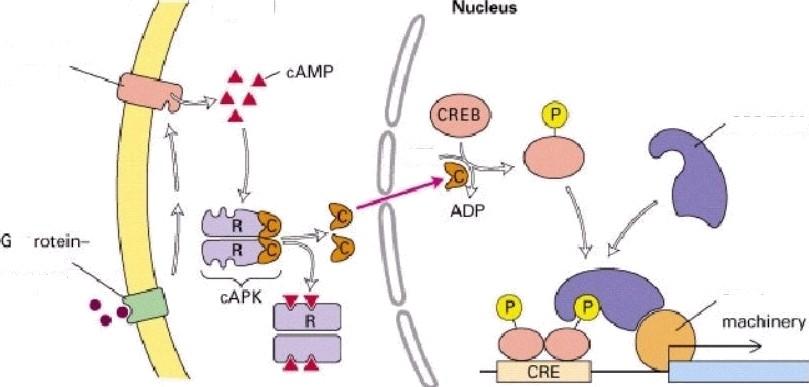 Nucleus
cAMP
CREB
P
C
ADP
G rotein–
R C
R C
C
C
cAPK
R
P
P
machinery
CRE